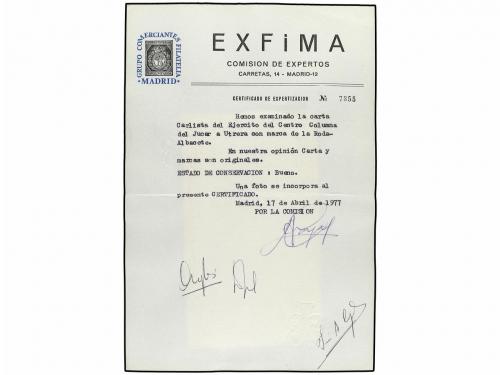 GRUPO COMERCIANTES FILATELIA
MADRID
EXFiMA
COMISION DE EXPERTOS
CARRETAS, 14 - MADRID-12
CERTIFICADO DE EXPERTIZACION № 7355
Hemos examinado la carta
Carlista del Ejercito del Centro Columna
del Jucar a Utrera con marca de la Roda-
Albacete.
En nuestra opinión Carta y
marcas son originales.
ESTADO DE CONSERVACION : Bueno.
Una foto se incorpora al
presente CERTIFICADO.
Madrid, 17 de Abril de 1977
POR LA COMISION